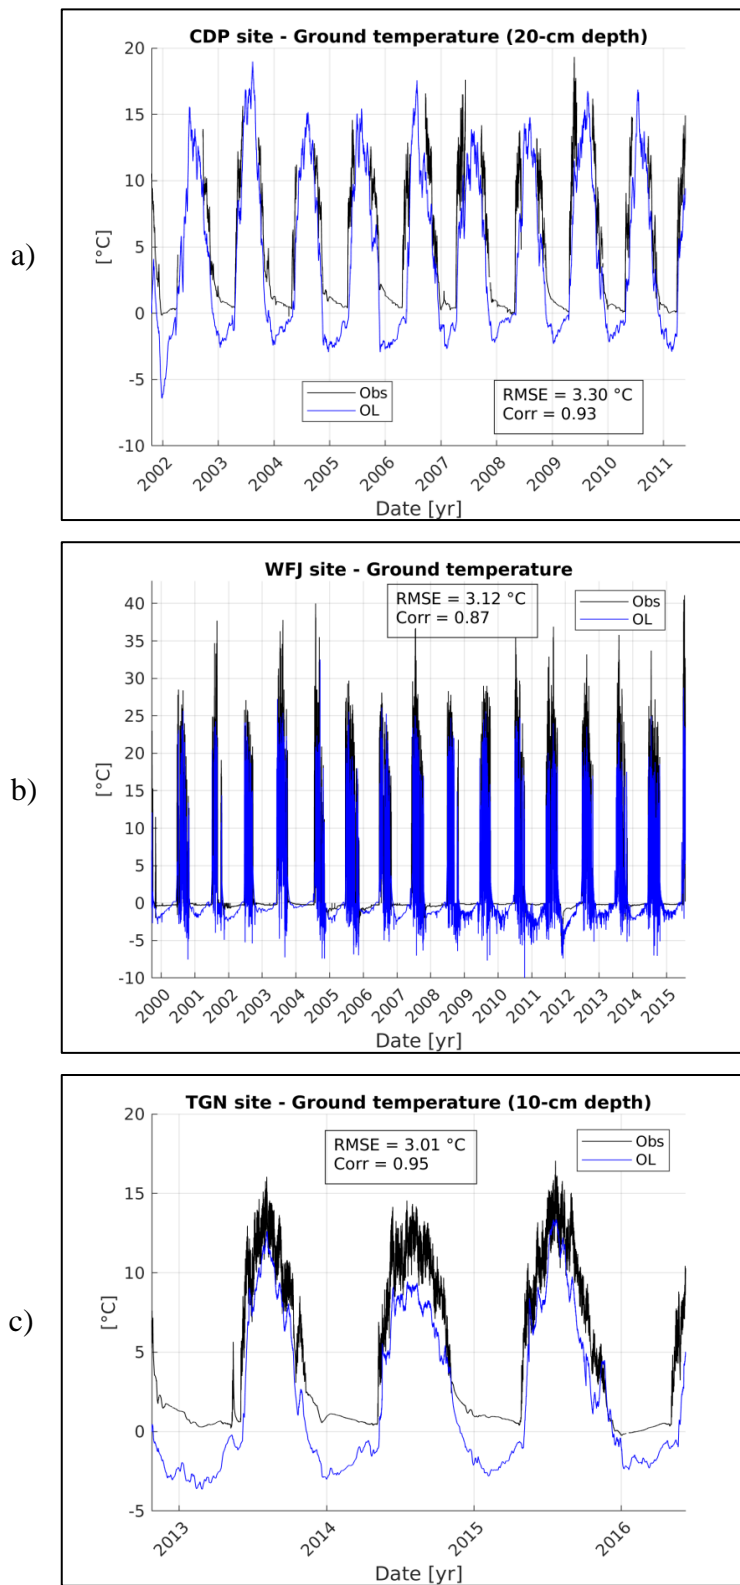 a)
CDP site - Ground temperature (20-cm depth)
20
15
10
5
0
-5
-10
[°C]
Obs
OL
RMSE = 3.30 °C
Corr = 0.93
2002 2003 2004 2005 2006 2007 2008 2009 2010 2011
Date [yr]
b)
WFJ site - Ground temperature
40
35
30
25
20
15
10
5
0
-5
-10
[°C]
RMSE = 3.12 °C
Corr = 0.87
Obs
OL
2000 2001 2002 2003 2004 2005 2006 2007 2008 2009 2010 2011 2012 2013 2014 2015
Date [yr]
c)
TGN site - Ground temperature (10-cm depth)
20
15
10
5
0
-5
[°C]
RMSE = 3.01 °C
Corr = 0.95
Obs
OL
2013 2014 2015 2016
Date [yr]